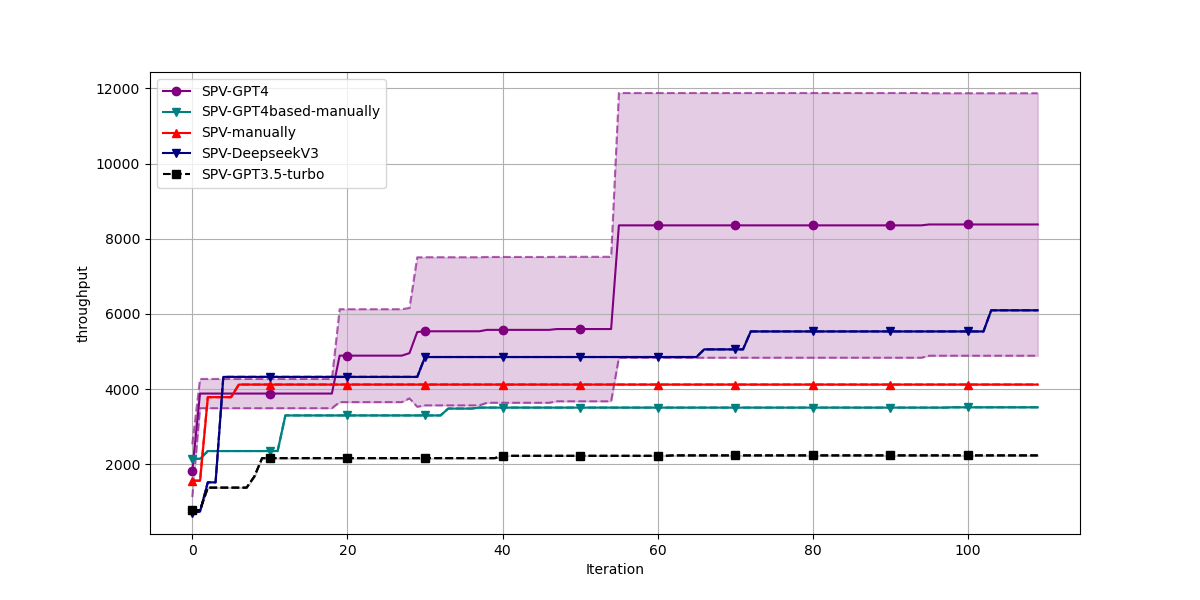 SPV-GPT4
SPV-GPT4based-manually
SPV-manually
SPV-DeepseekV3
SPV-GPT3.5-turbo
throughput
12000
10000
8000
6000
4000
2000
0 20 40 60 80 100
Iteration